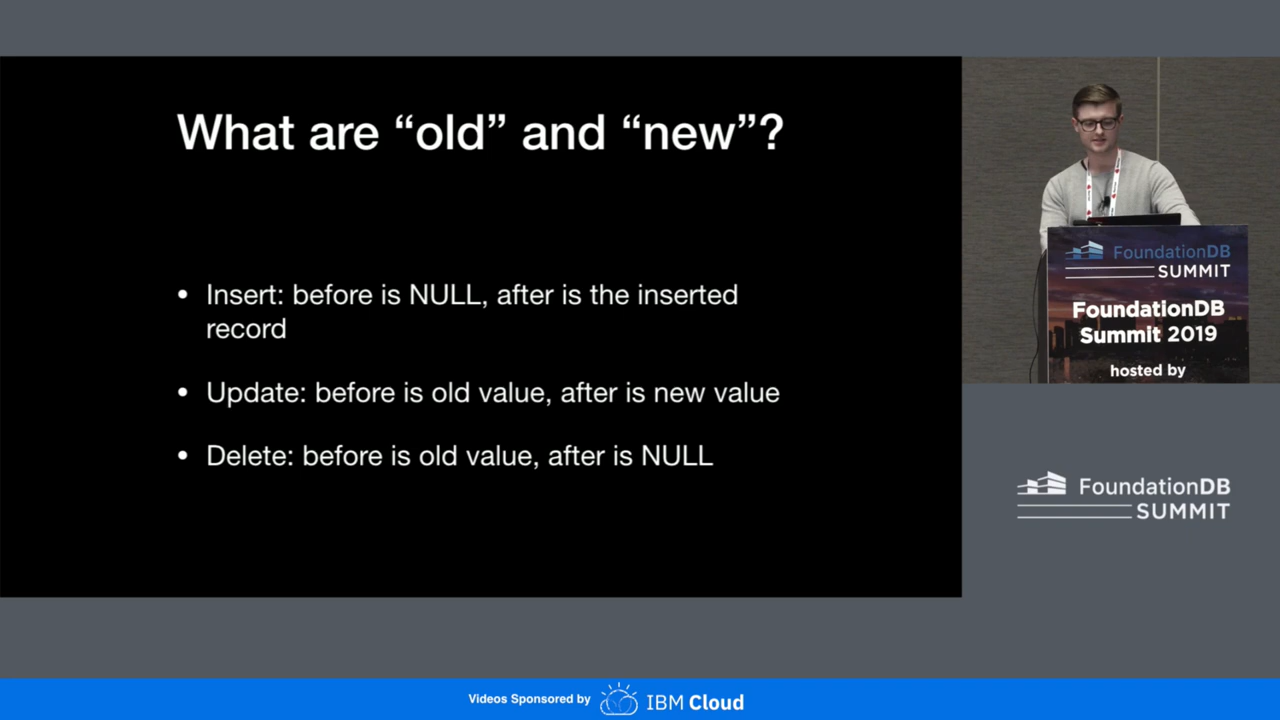 What are “old” and “new”?
• Insert: before is NULL, after is the inserted
record
• Update: before is old value, after is new value
• Delete: before is old value, after is NULL
FoundationDB
SUMMIT
FoundationDB
Summit 2019
hosted by
FoundationDB
SUMMIT
Videos Sponsored by IBM Cloud